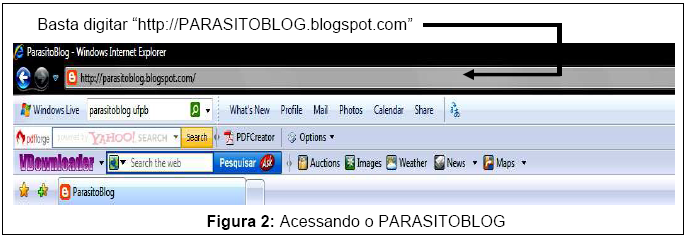 Basta digitar “http://PARASITOBLOG.blogspot.com”
ParasitoBlog - Windows Internet Explorer
http://parasitoblog.blogspot.com/
Windows Live parasitoblog ufpb What's New Profile Mail Photos Calendar Share
pdfforge YAHOO! SEARCH Search PDFCreator Options
VDownloader Search the web Pesquisar Ask Auctions Images Weather News Maps
ParasitoBlog
Figura 2: Acessando o PARASITOBLOG